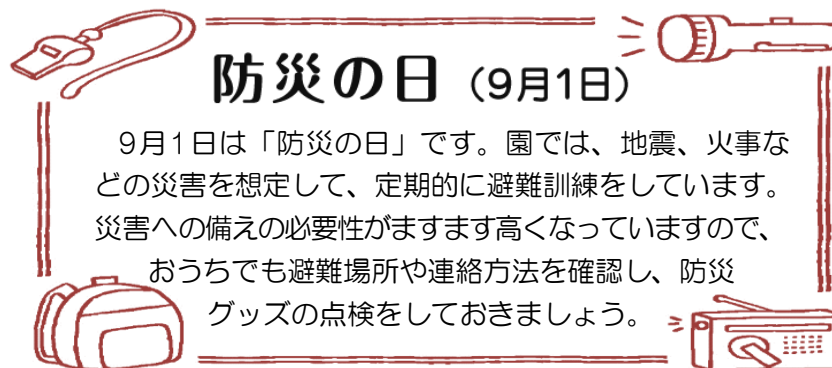 防災の日（9月1日）
9月1日は「防災の日」です。園では、地震、火事な
どの災害を想定して、定期的に避難訓練をしています。
災害への備えの必要性がますます高くなっていますので、
おうちでも避難場所や連絡方法を確認し、防災
グッズの点検をしておきましょう。